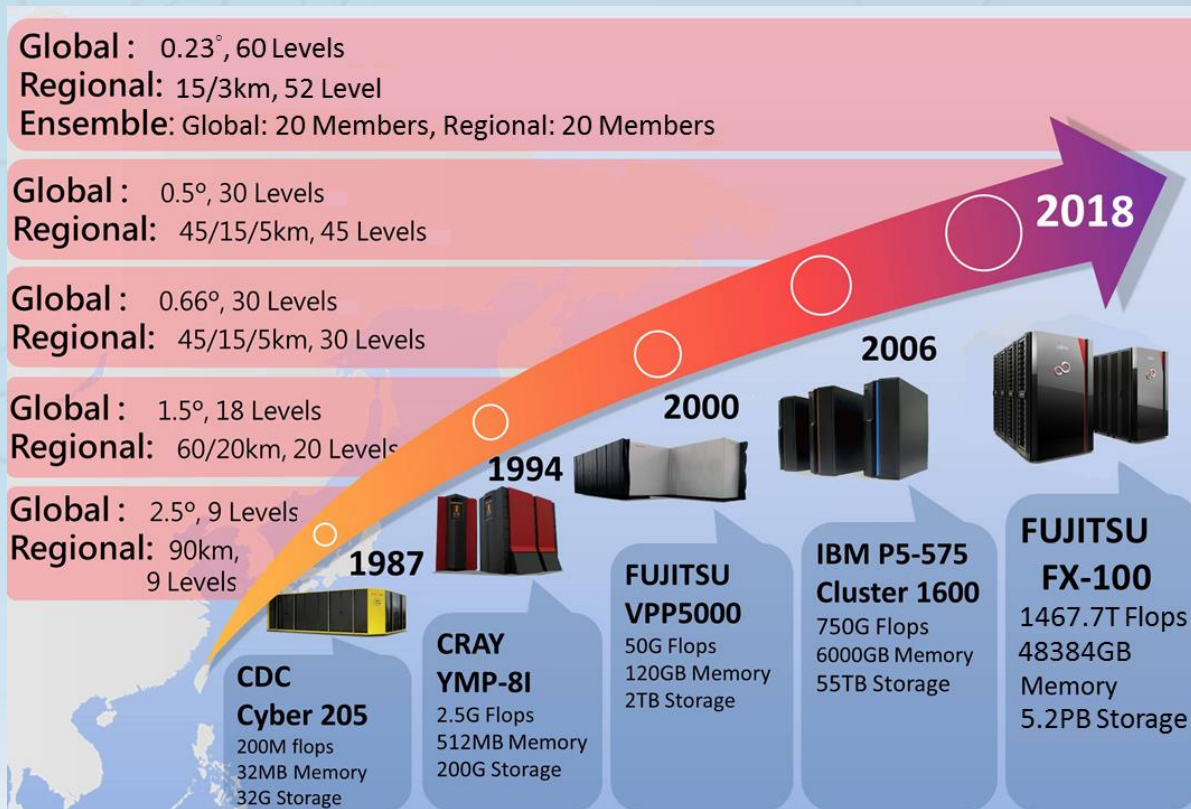 Global : 0.23°, 60 Levels
Regional: 15/3km, 52 Level
Ensemble: Global: 20 Members, Regional: 20 Members
Global : 0.5º, 30 Levels
Regional: 45/15/5km, 45 Levels
Global : 0.66º, 30 Levels
Regional: 45/15/5km, 30 Levels
Global : 1.5º, 18 Levels
Regional: 60/20km, 20 Levels
Global : 2.5º, 9 Levels
Regional: 90km,
9 Levels
1987
1994
2000
2006
2018
CDC
Cyber 205
200M flops
32MB Memory
32G Storage
CRAY
YMP-8I
2.5G Flops
512MB Memory
200G Storage
FUJITSU
VPP5000
50G Flops
120GB Memory
2TB Storage
IBM P5-575
Cluster 1600
750G Flops
6000GB Memory
55TB Storage
FUJITSU
FX-100
1467.7T Flops
48384GB
Memory
5.2PB Storage